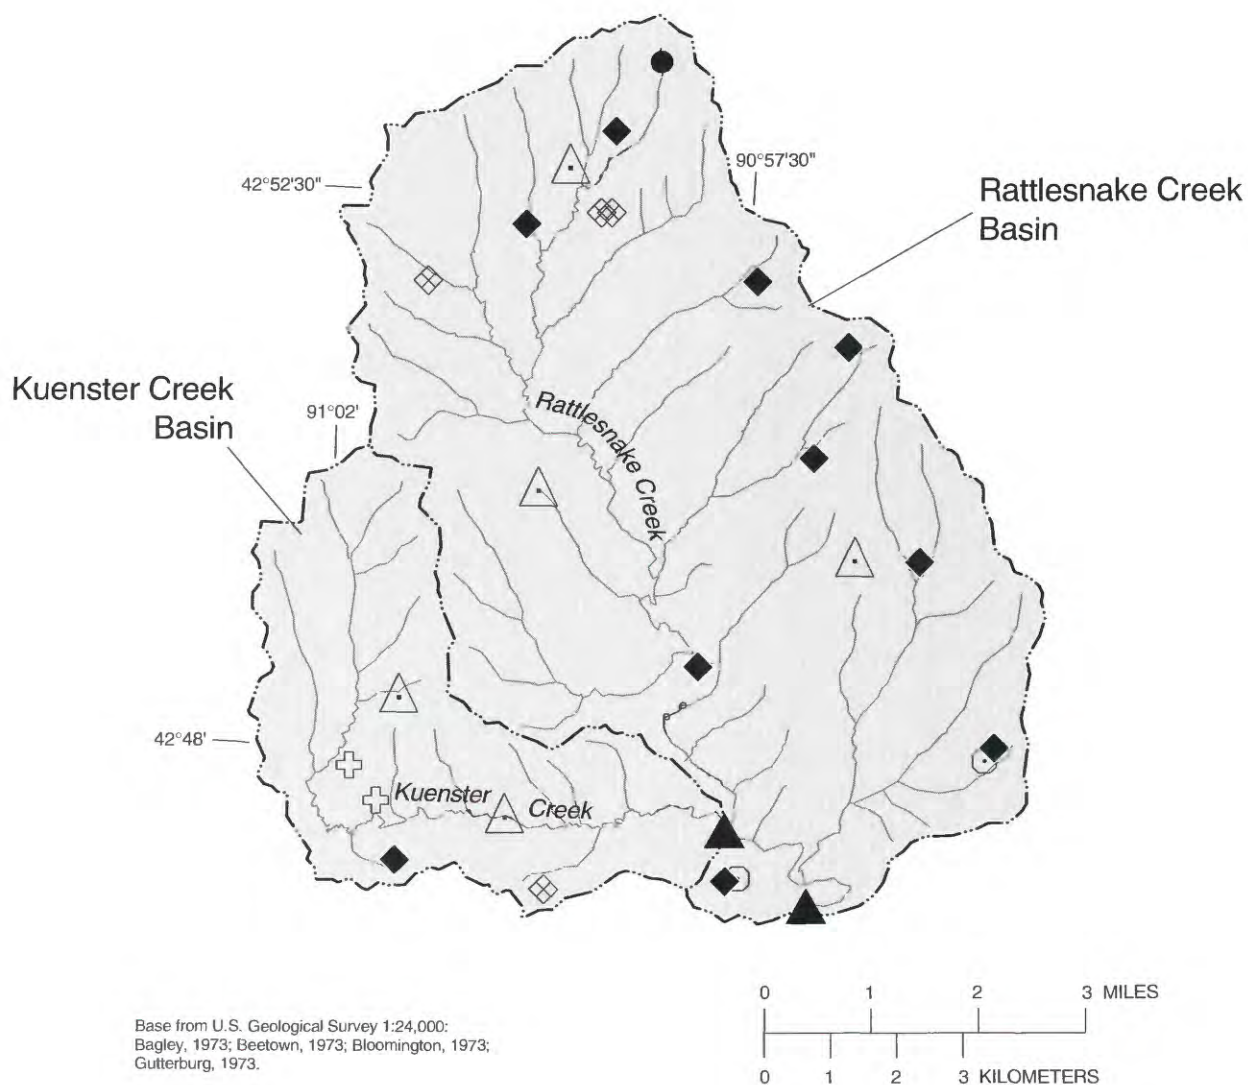 90°57'30"
42°52'30"
Rattlesnake Creek
Basin
Kuenster Creek
Basin
91°02'
Rattlesnake Creek
42°48'
Kuenster Creek
0 1 2 3 MILES
0 1 2 3 KILOMETERS
Base from U.S. Geological Survey 1:24,000:
Bagley, 1973; Beetown, 1973; Bloomington, 1973;
Gutterburg, 1973.